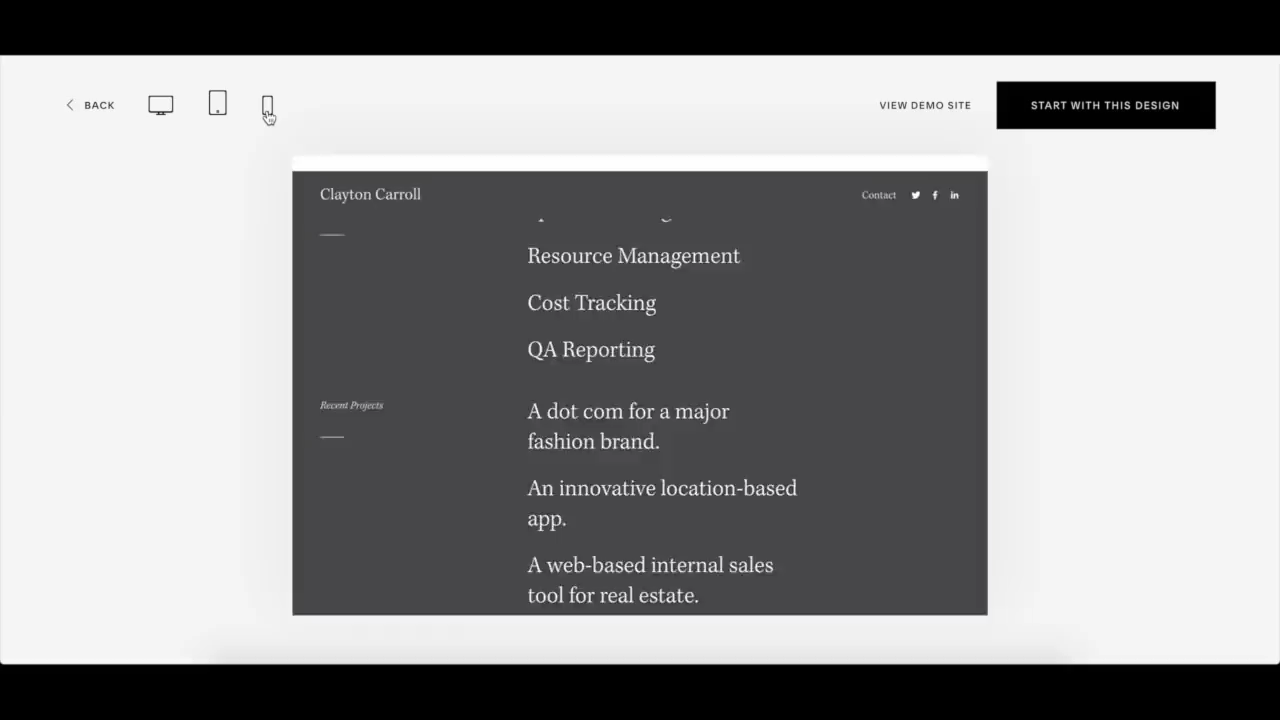 BACK
VIEW DEMO SITE
START WITH THIS DESIGN
Clayton Carroll
Contact
Resource Management
Cost Tracking
QA Reporting
Recent Projects
A dot com for a major
fashion brand.
An innovative location-based
app.
A web-based internal sales
tool for real estate.